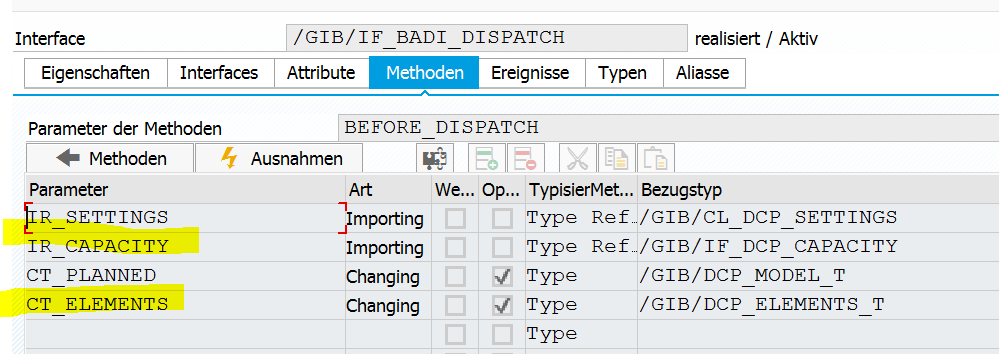 Interface /GIB/IF_BADI_DISPATCH realisiert / Aktiv
Eigenschaften Interfaces Attribute Methoden Ereignisse Typen Aliasse
Parameter der Methoden BEFORE_DISPATCH
Methoden Ausnahmen
Parameter Art We... Op... TypisierMet... Bezugstyp
IR_SETTINGS Importing Type Ref… /GIB/CL_DCP_SETTINGS
IR_CAPACITY Importing Type Ref… /GIB/IF_DCP_CAPACITY
CT_PLANNED Changing Type /GIB/DCP_MODEL_T
CT_ELEMENTS Changing Type /GIB/DCP_ELEMENTS_T
Type